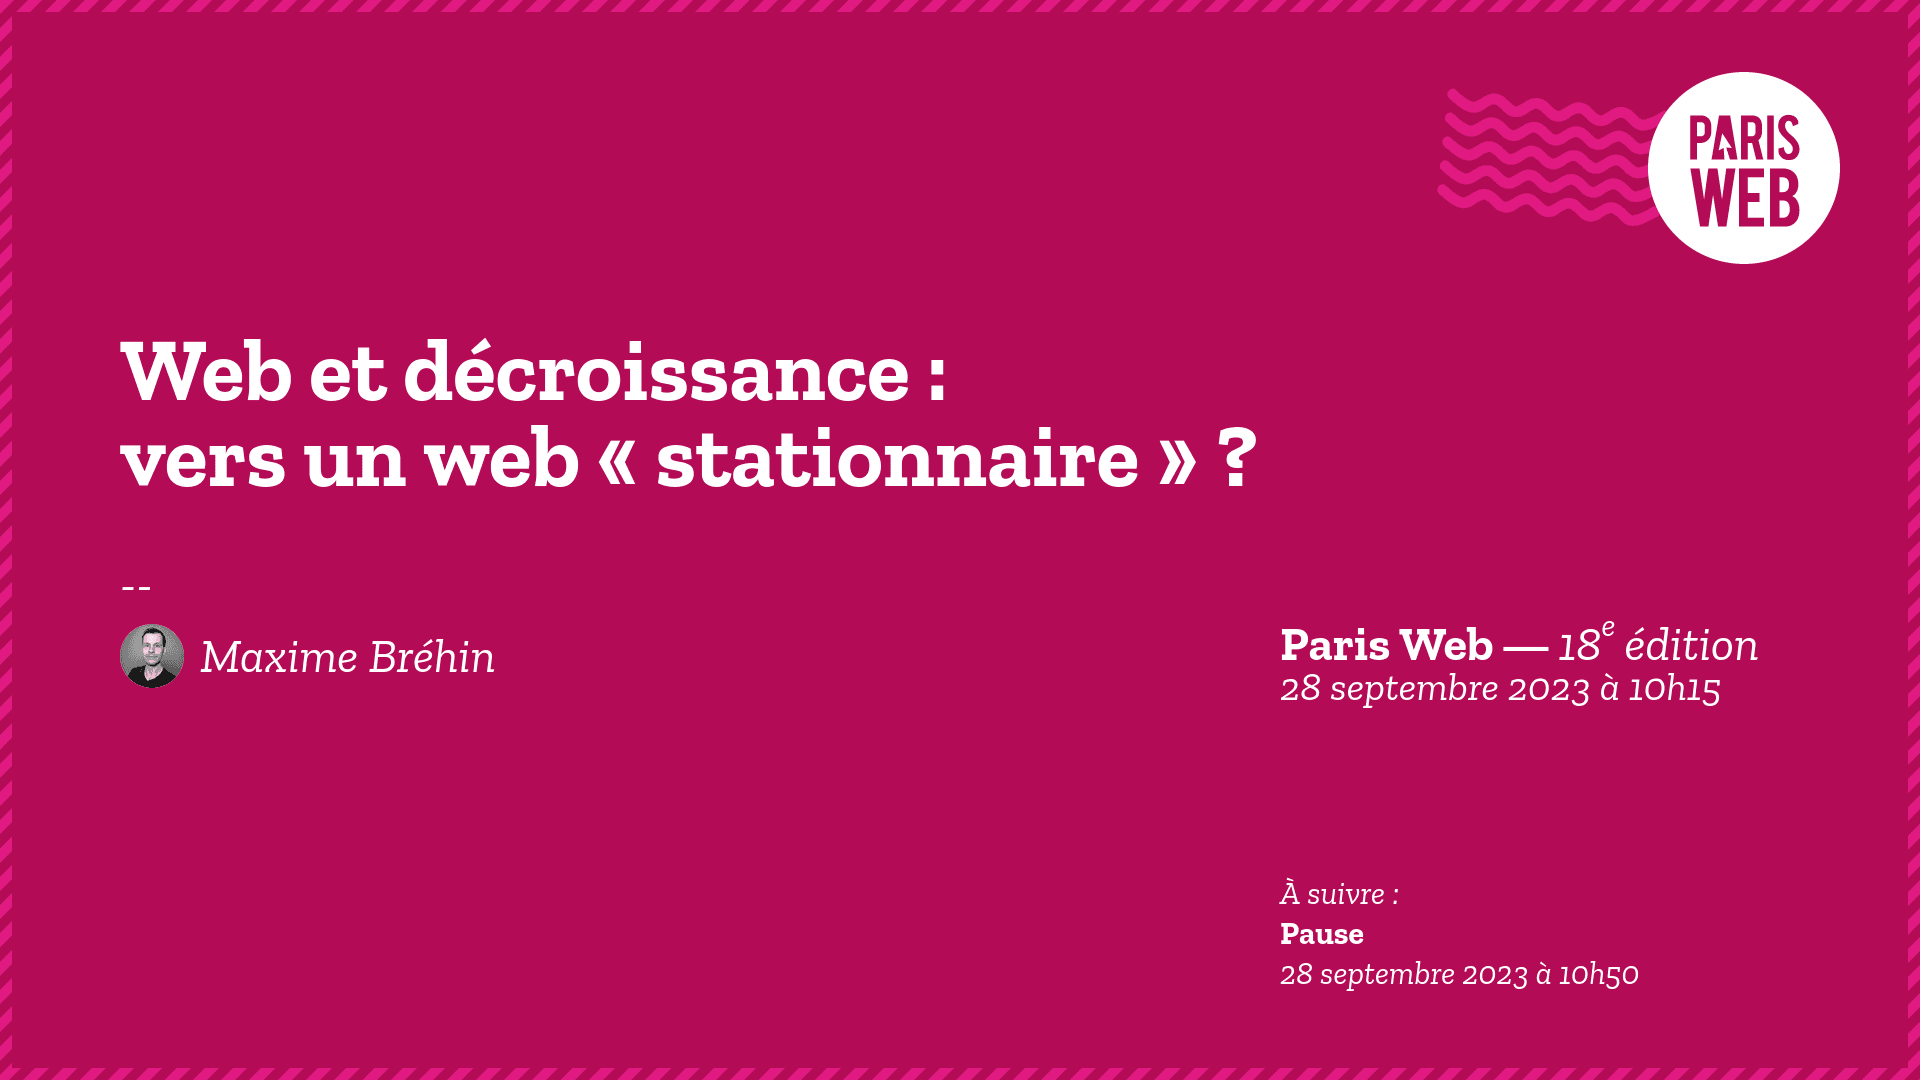 PARIS
WEB
Web et décroissance :
vers un web « stationnaire » ?
--
Maxime Bréhin
Paris Web — 18e édition
28 septembre 2023 à 10h15
À suivre :
Pause
28 septembre 2023 à 10h50